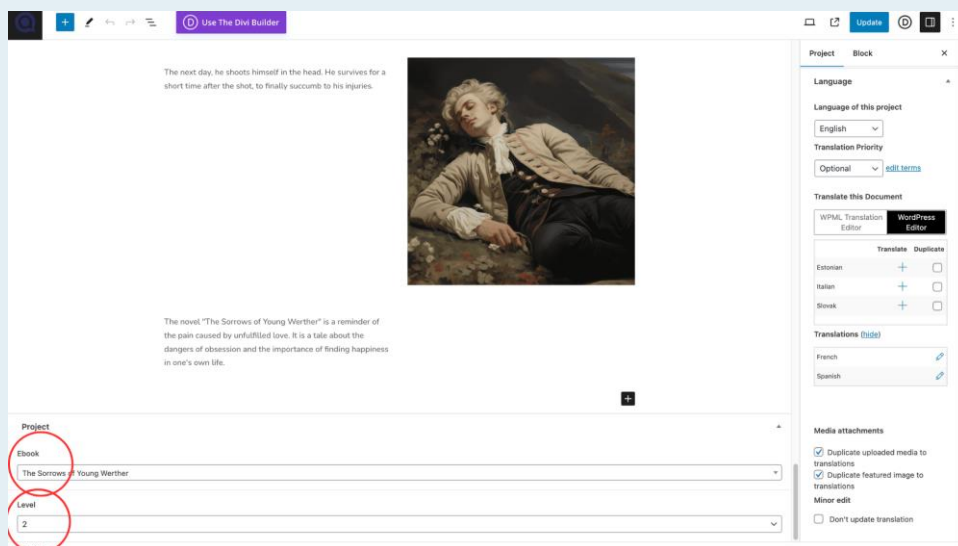 Use The Divi Builder
Update
The next day, he shoots himself in the head. He survives for a
short time after the shot, to finally succumb to his injuries.
The novel "The Sorrows of Young Werther" is a reminder of
the pain caused by unfulfilled love. It is a tale about the
dangers of obsession and the importance of finding happiness
in one's own life.
Project
Ebook
The Sorrows of Young Werther
Level
2
Project Block
Language
Language of this project
English
Translation Priority
Optional edit terms
Translate this Document
WPML Translation
Editor
WordPress
Editor
Translate Duplicate
Estonian
Italian
Slovak
Translations (hide)
French
Spanish
Media attachments
Duplicate uploaded media to
translations
Duplicate featured image to
translations
Minor edit
Don't update translation